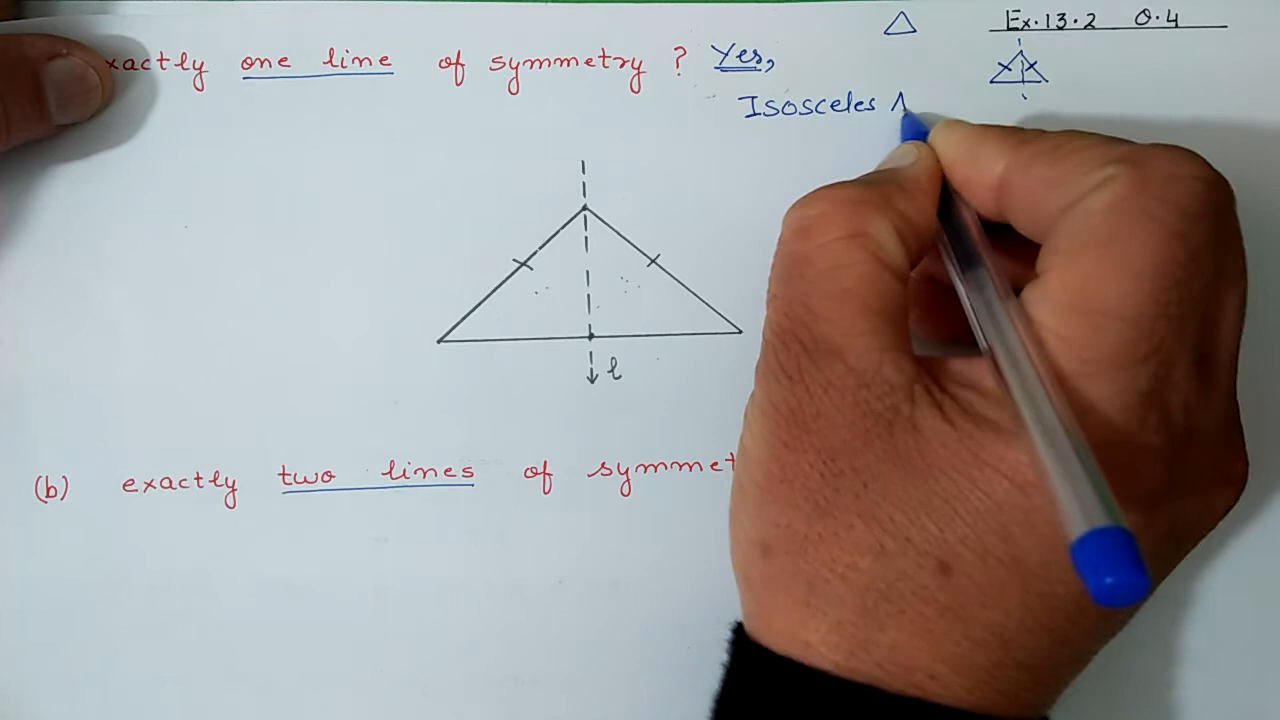 Ex. 13.2 Q.4
xactly one line of symmetry ? Yes,
Isosceles
l
(b) exactly two lines of symmet